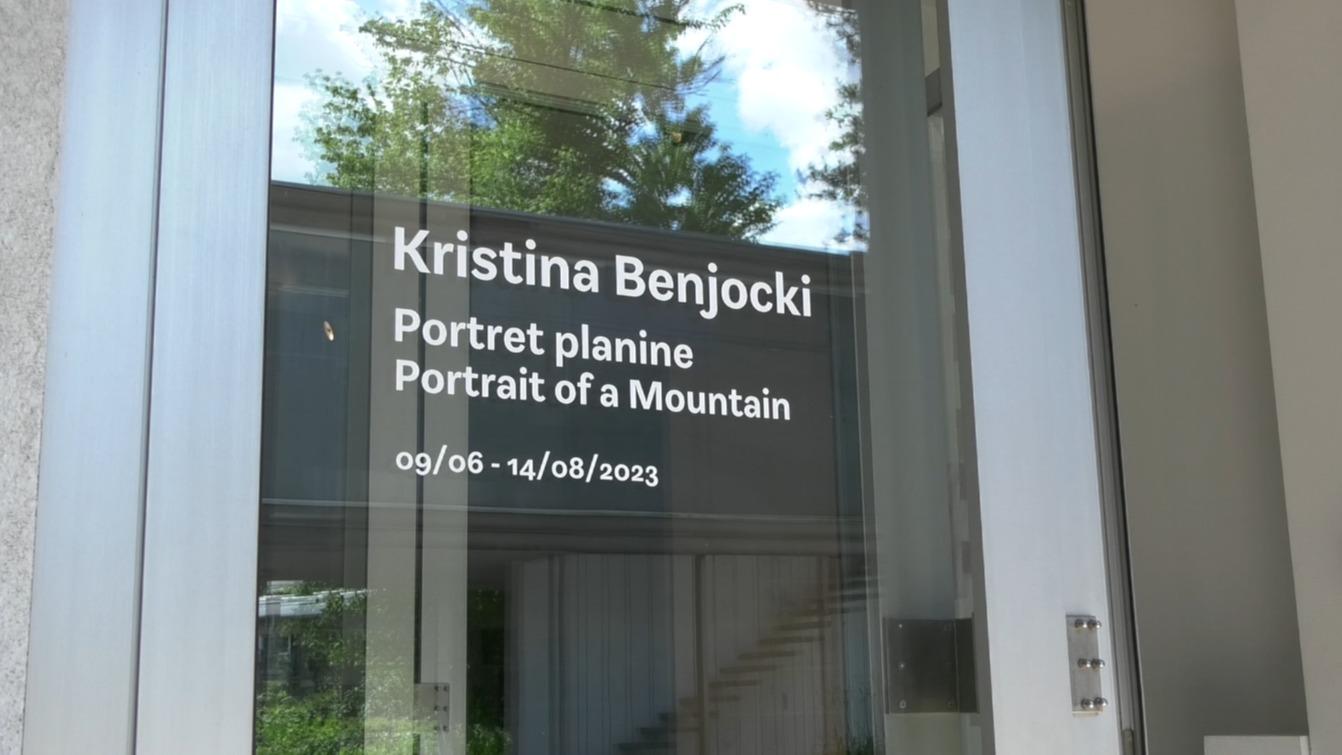 Kristina Benjocki
Portret planine
Portrait of a Mountain
09/06 - 14/08/2023